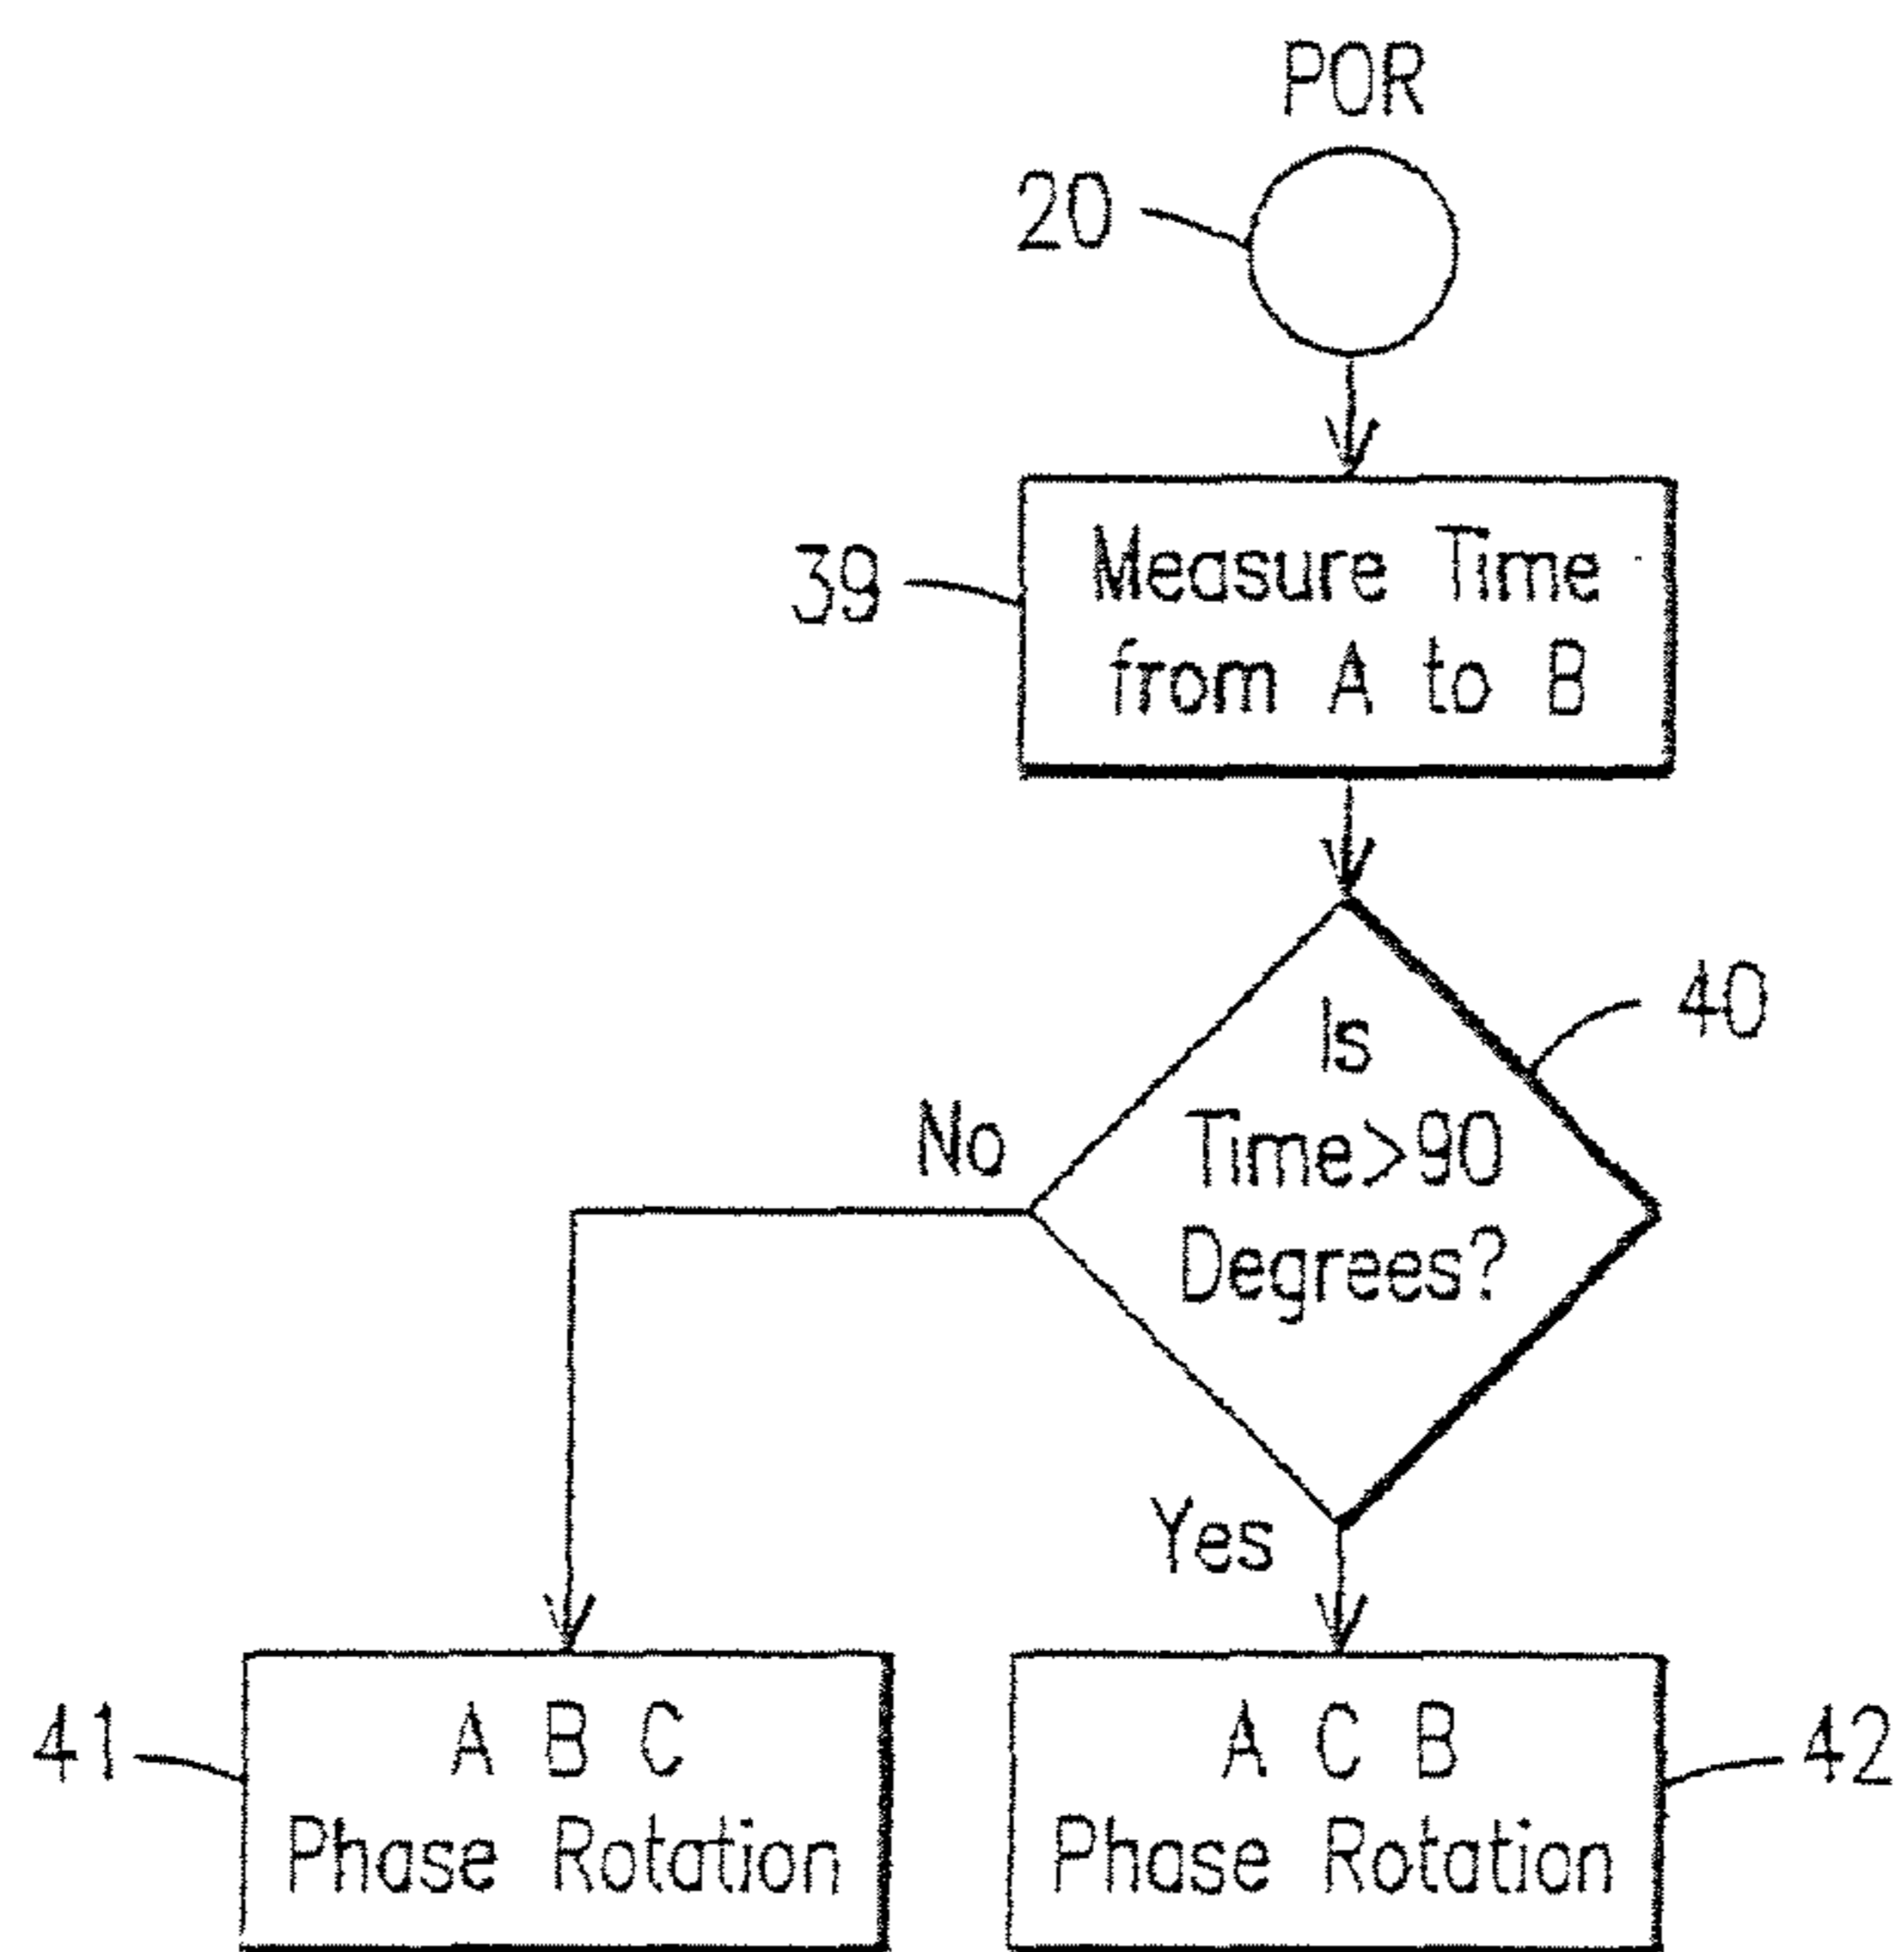 POR
20
39
Measure Time
from A to B
40
Is
Time>90
Degrees?
No
Yes
41
A B C
Phase Rotation
A C B
Phase Rotation
42